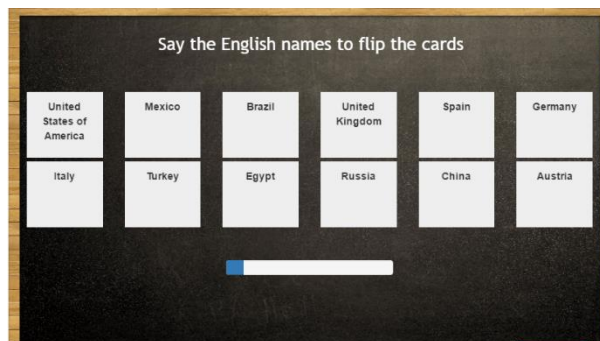 Say the English names to flip the cards
United
States of
America
Mexico
Brazil
United
Kingdom
Spain
Germany
Italy
Turkey
Egypt
Russia
China
Austria